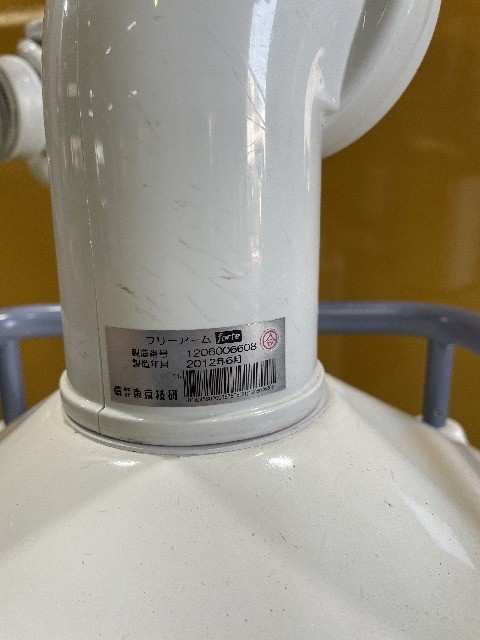 フリーアーム forte
製造番号 1206006608 合
製造年月 2012年6月
東京技研